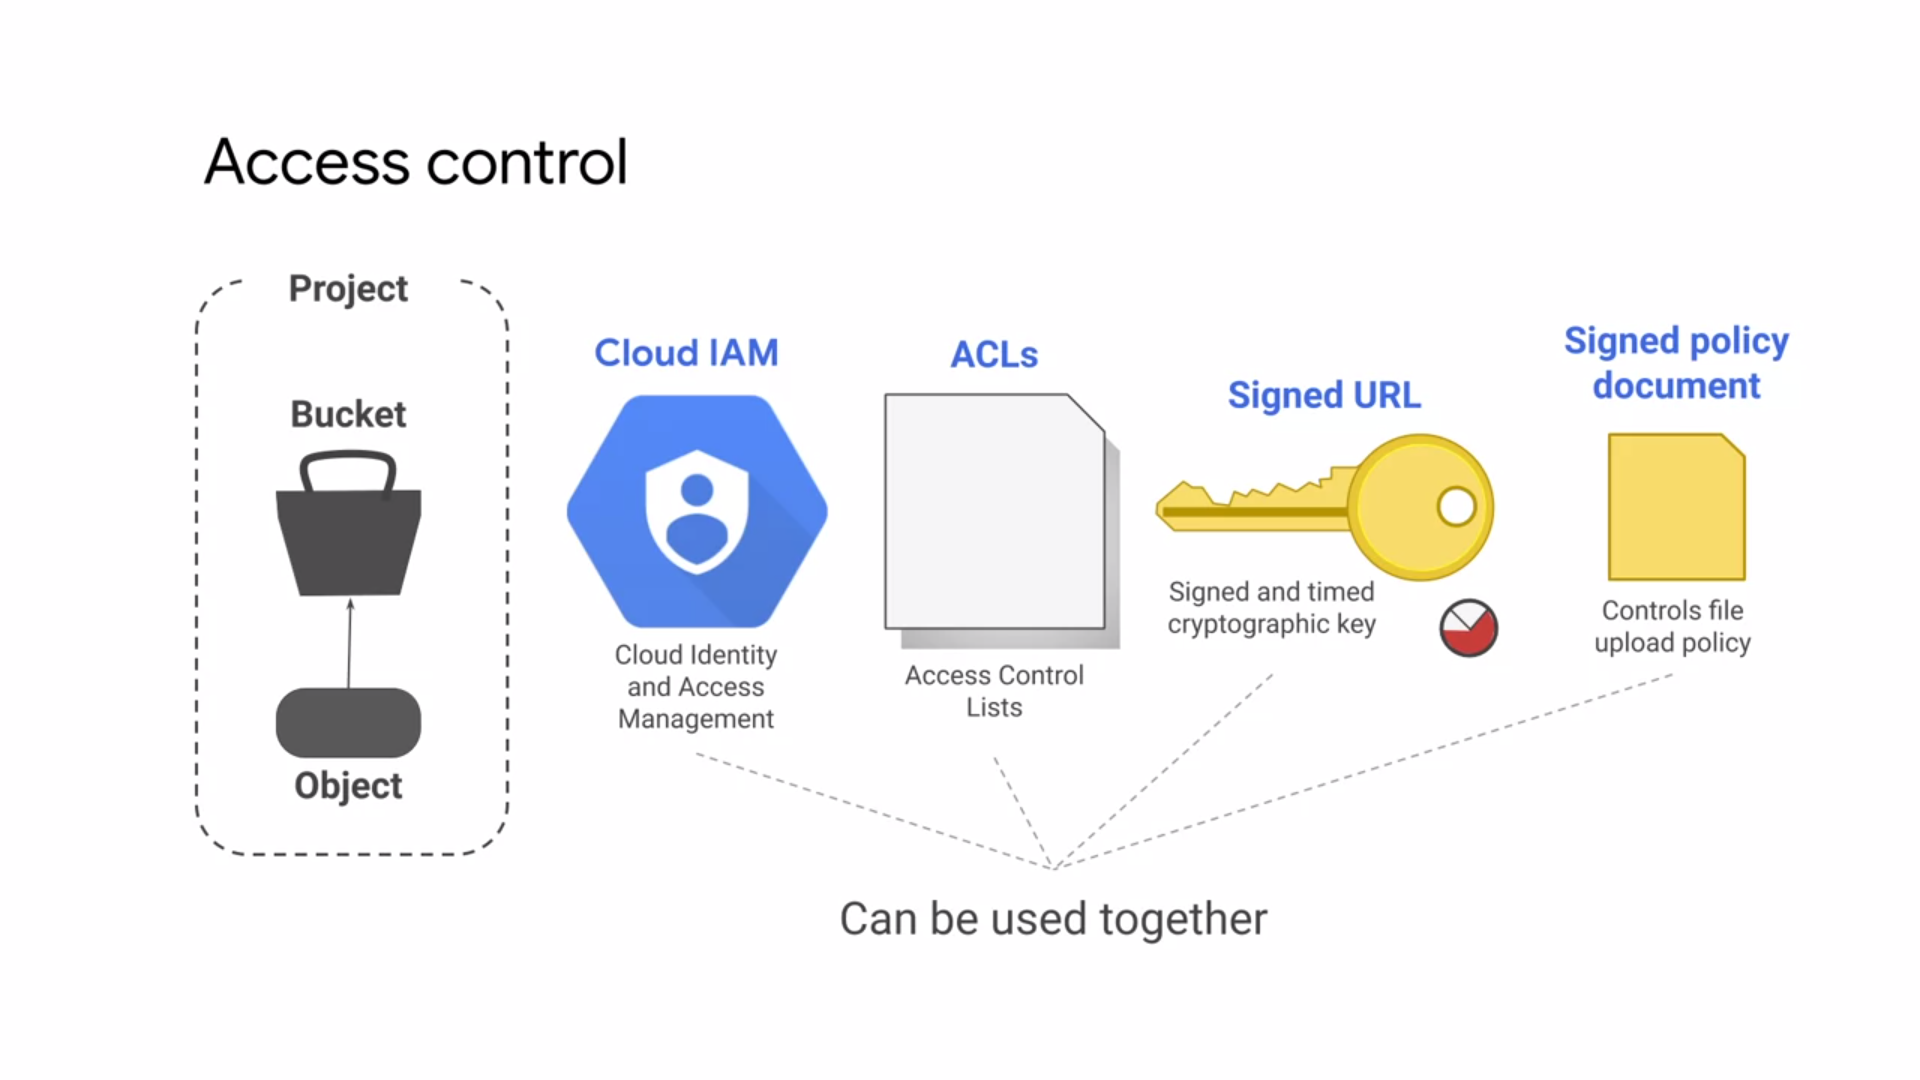 Access control
Project
Bucket
Object
Cloud IAM
Cloud Identity
and Access
Management
ACLs
Access Control
Lists
Signed URL
Signed and timed
cryptographic key
Signed policy
document
Controls file
upload policy
Can be used together